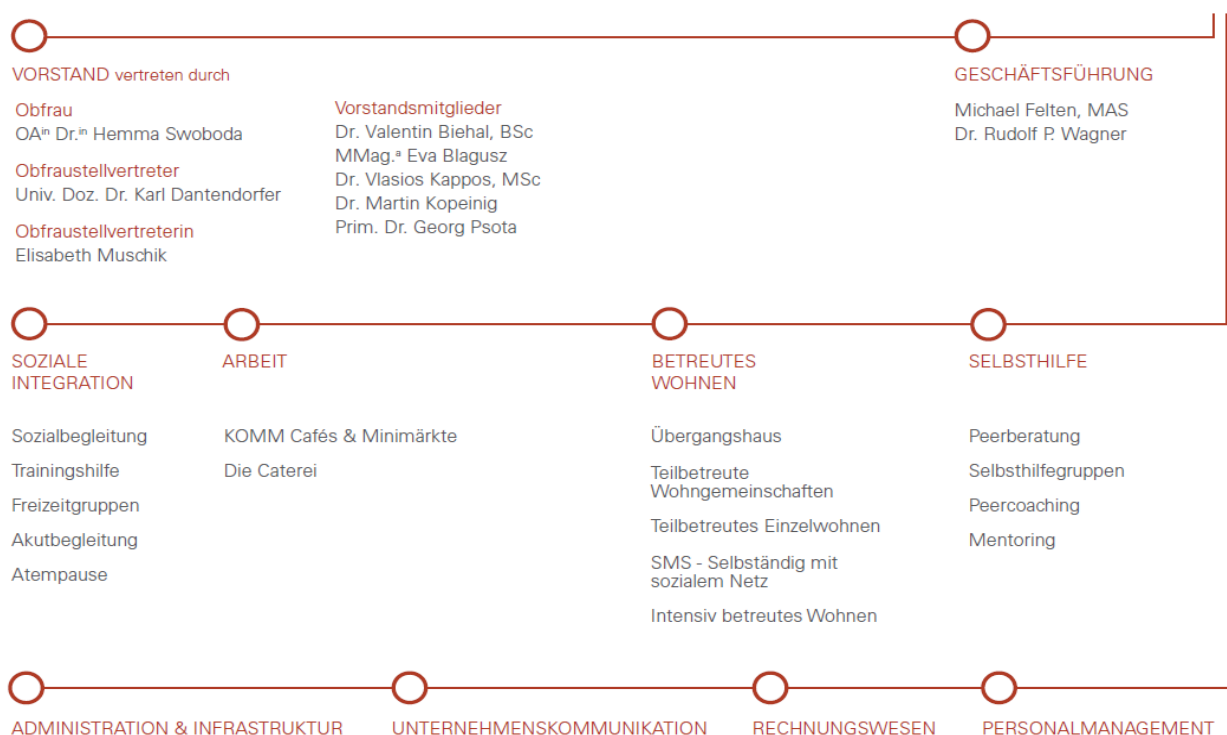 VORSTAND vertreten durch
Obfrau
OAⁱⁿ Dr.ⁱⁿ Hemma Swoboda
Obfraustellvertreter
Univ. Doz. Dr. Karl Dantendorfer
Obfraustellvertreterin
Elisabeth Muschik
Vorstandsmitglieder
Dr. Valentin Biehal, BSc
MMag.ᵃ Eva Blagusz
Dr. Vlasios Kappos, MSc
Dr. Martin Kopeinig
Prim. Dr. Georg Psota
GESCHÄFTSFÜHRUNG
Michael Felten, MAS
Dr. Rudolf P. Wagner
SOZIALE
INTEGRATION
Sozialbegleitung
Trainingshilfe
Freizeitgruppen
Akutbegleitung
Atempause
ARBEIT
KOMM Cafés & Minimärkte
Die Caterei
BETREUTES
WOHNEN
Übergangshaus
Teilbetreute
Wohngemeinschaften
Teilbetreutes Einzelwohnen
SMS - Selbständig mit
sozialem Netz
Intensiv betreutes Wohnen
SELBSTHILFE
Peerberatung
Selbsthilfegruppen
Peercoaching
Mentoring
ADMINISTRATION & INFRASTRUKTUR
UNTERNEHMENSKOMMUNIKATION
RECHNUNGSWESEN
PERSONALMANAGEMENT